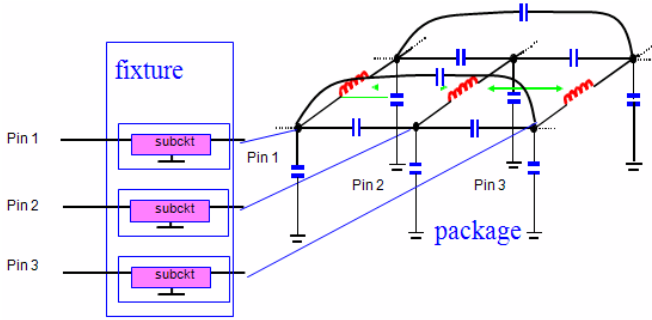 fixture
Pin 1
subckt
Pin 1
Pin 2
subckt
Pin 2
Pin 3
Pin 3
subckt
package